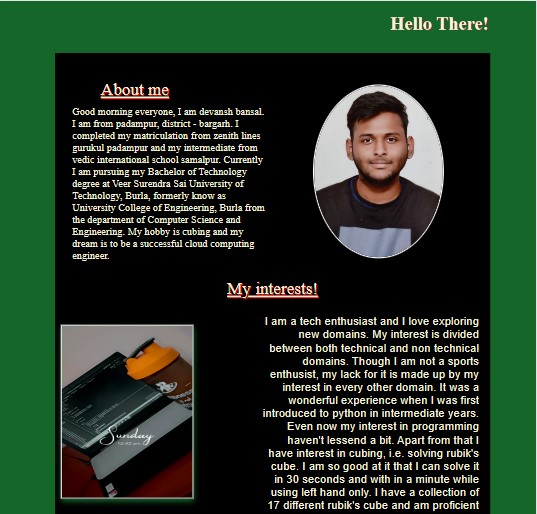 Hello There!
About me
Good morning everyone, I am devansh bansal.
I am from padampur, district - bargarh. I
completed my matriculation from zenith lines
gurukul padampur and my intermediate from
vedic international school samalpur. Currently
I am pursuing my Bachelor of Technology
degree at Veer Surendra Sai University of
Technology, Burla, formerly know as
University College of Engineering, Burla from
the department of Computer Science and
Engineering. My hobby is cubing and my
dream is to be a successful cloud computing
engineer.
My interests!
I am a tech enthusiast and I love exploring
new domains. My interest is divided
between both technical and non technical
domains. Though I am not a sports
enthusist, my lack for it is made up by my
interest in every other domain. It was a
wonderful experience when I was first
introduced to python in intermediate years.
Even now my interest in programming
haven't lessend a bit. Apart from that I
have interest in cubing, i.e. solving rubik's
cube. I am so good at it that I can solve it
in 30 seconds and with in a minute while
using left hand only. I have a collection of
17 different rubik's cube and am proficient
Sunday